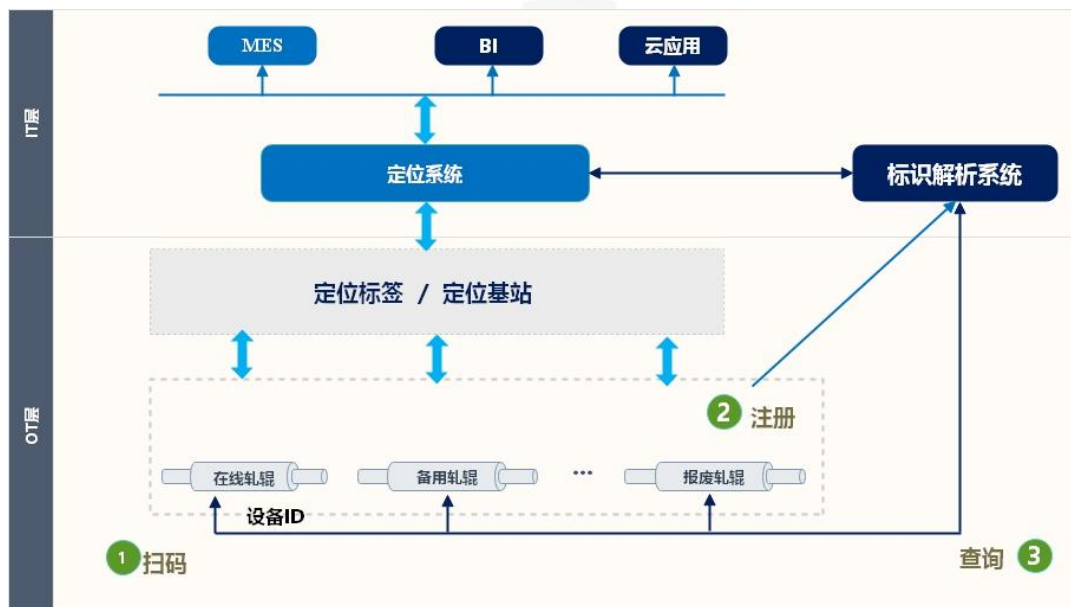 MES
BI
云应用
IT层
定位系统
标识解析系统
定位标签 / 定位基站
OT层
2 注册
在线轧辊
备用轧辊
...
报废轧辊
设备ID
1 扫码
查询 3